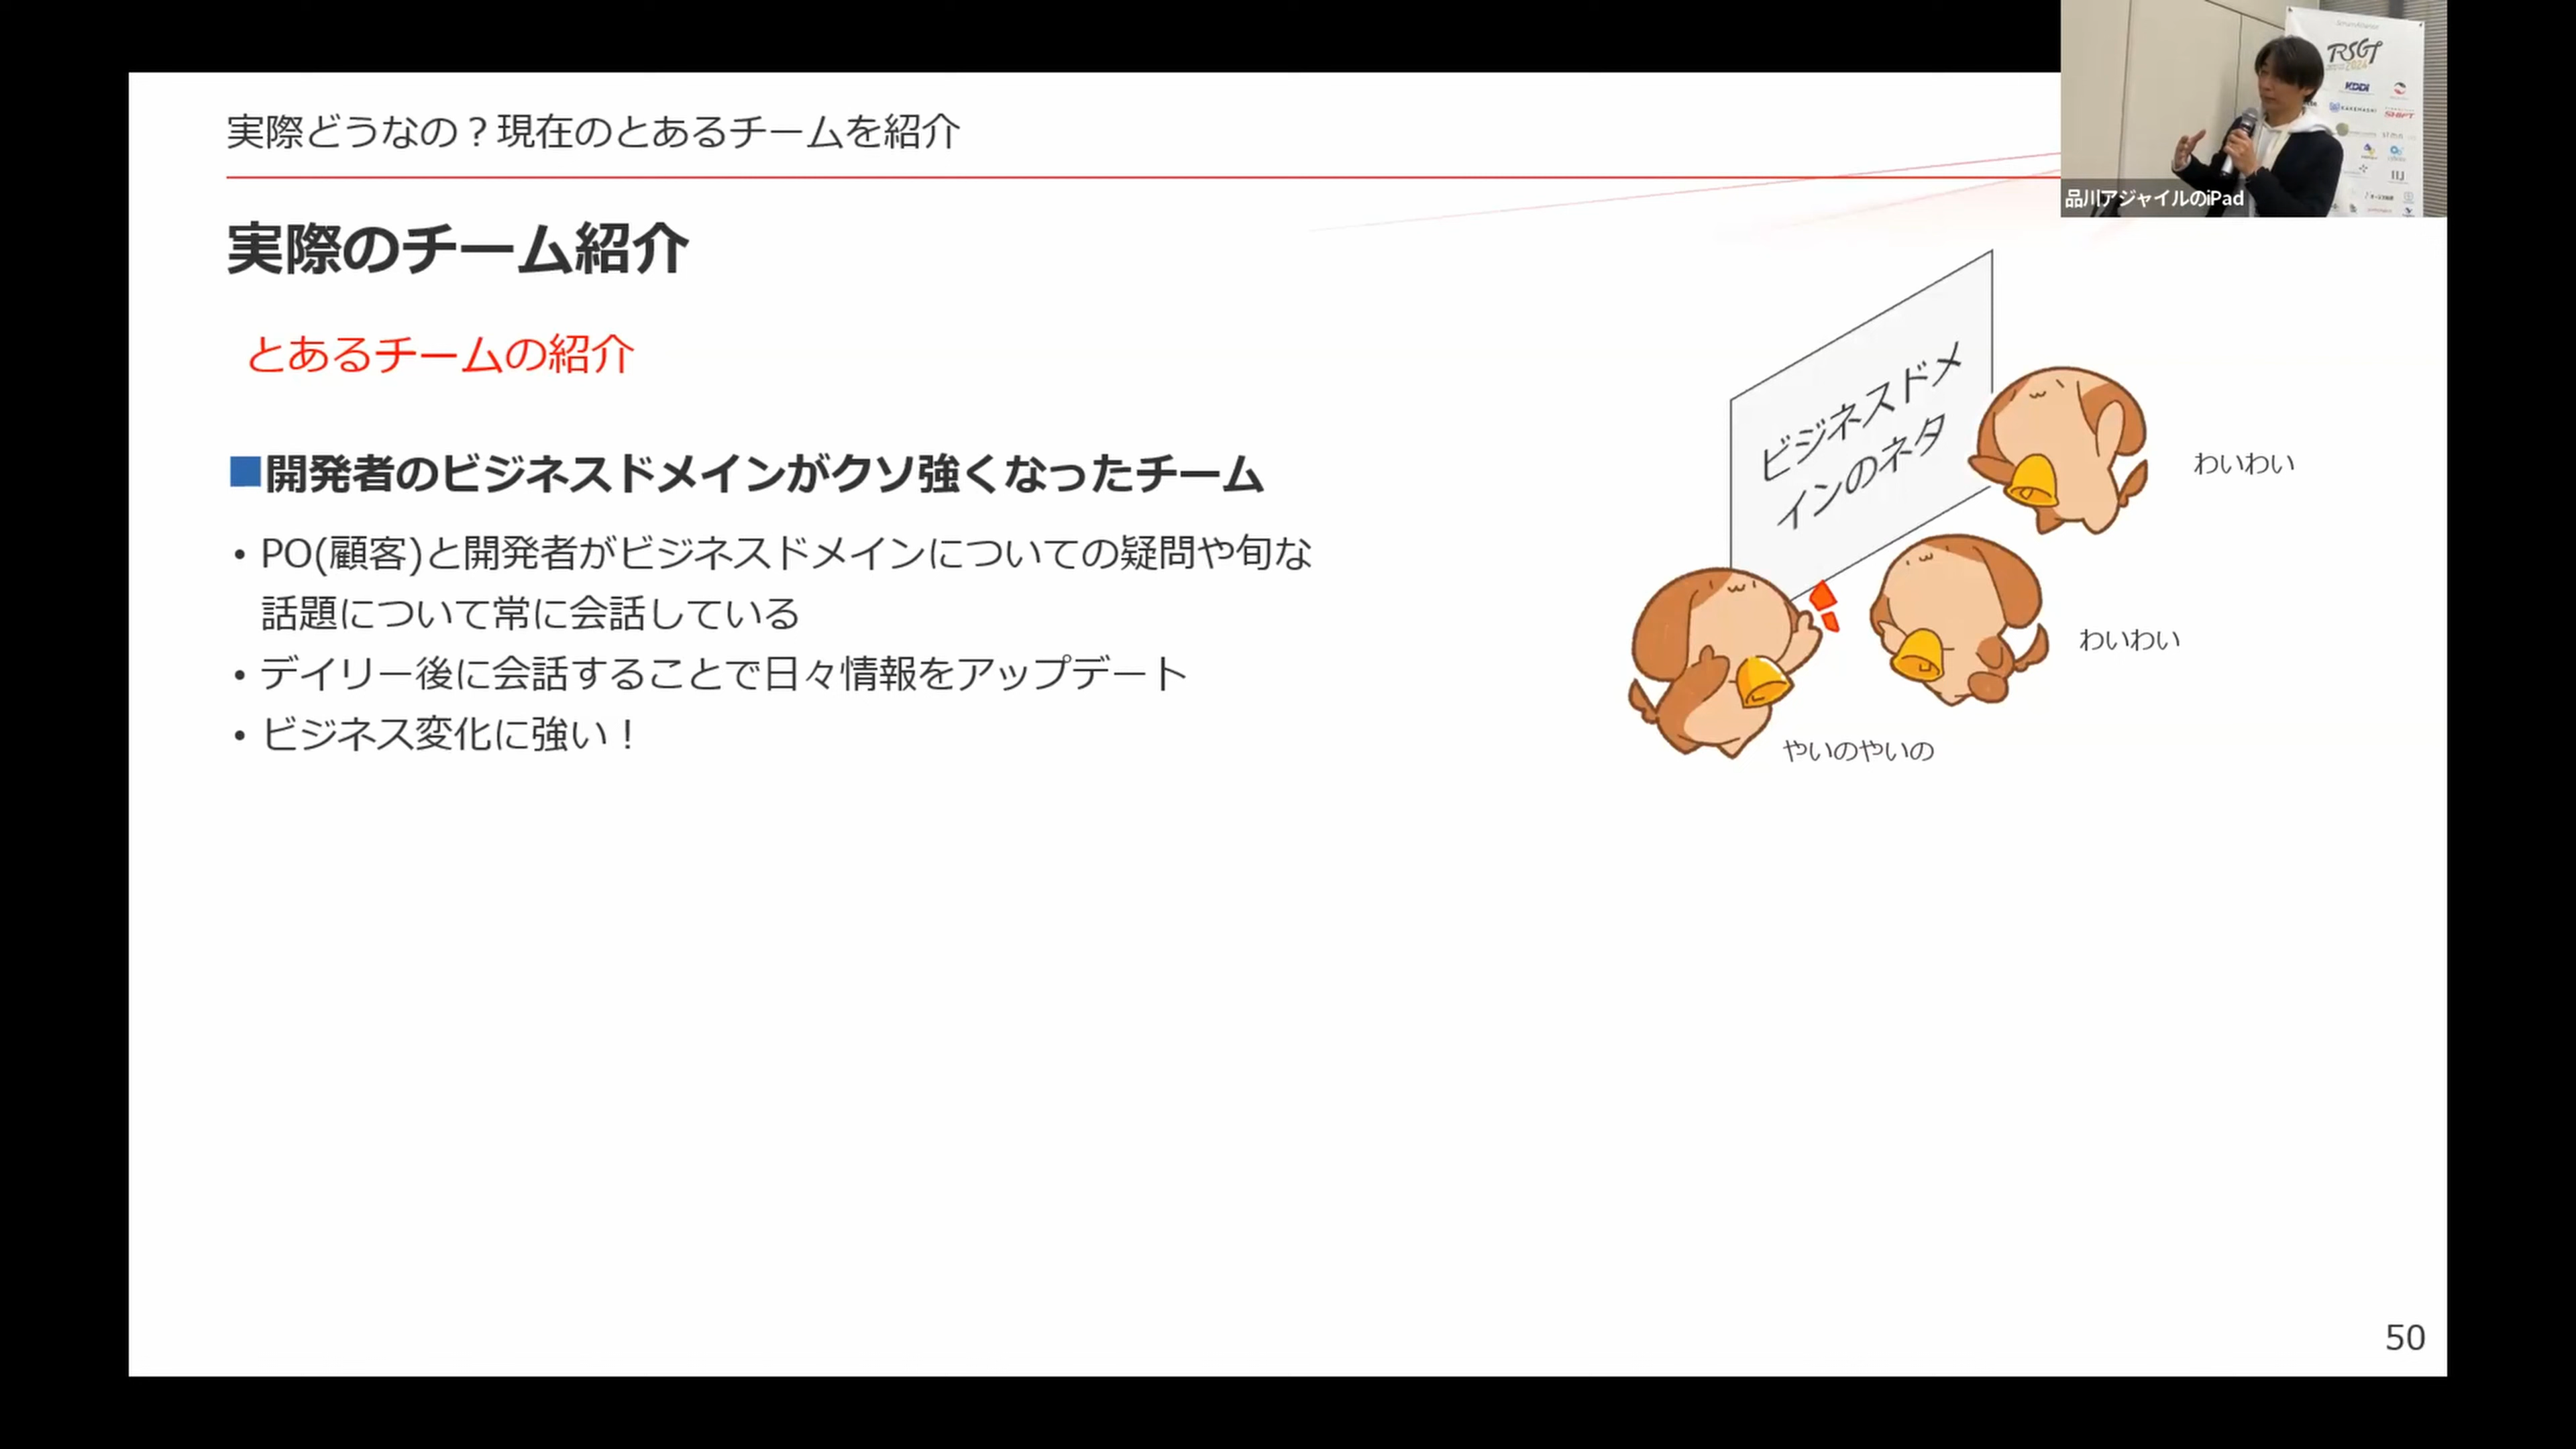 実際どうなの？現在のとあるチームを紹介
実際のチーム紹介
とあるチームの紹介
■開発者のビジネスドメインがクソ強くなったチーム
• PO(顧客)と開発者がビジネスドメインについての疑問や旬な
話題について常に会話している
• デイリー後に会話することで日々情報をアップデート
• ビジネス変化に強い！
ビジネスドメ
インのネタ
わいわい
わいわい
やいのやいの
RSGT
2024
KDDI
KAKEHASHI
SHIFT
IIJ
品川アジャイルのiPad
50